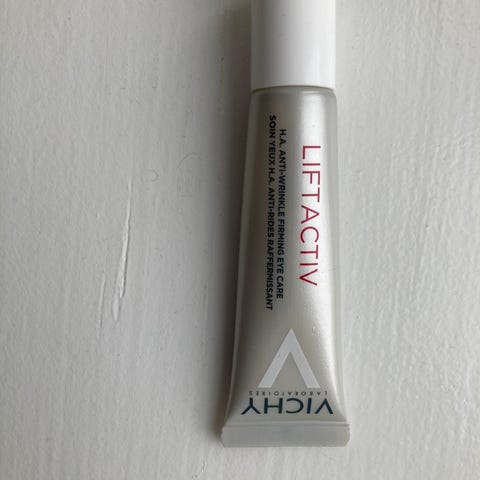 LIFTACTIV
H.A. ANTI-WRINKLE FIRMING EYE CARE
SOIN YEUX H.A. ANTI-RIDES RAFFERMISSANT
VICHY
LABORATOIRES